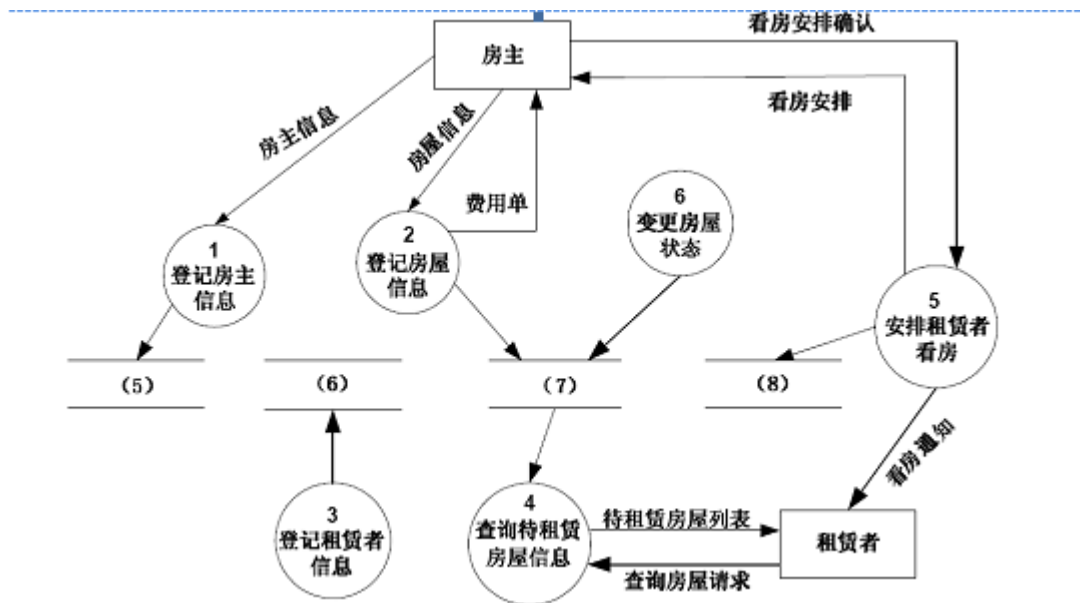 看房安排确认
房主
看房安排
房主信息
房屋信息
费用单
6
变更房屋
状态
1
登记房主
信息
2
登记房屋
信息
5
安排租赁者
看房
（5）
（6）
（7）
（8）
看房通知
3
登记租赁者
信息
4
查询待租赁
房屋信息
待租赁房屋列表
租赁者
查询房屋请求